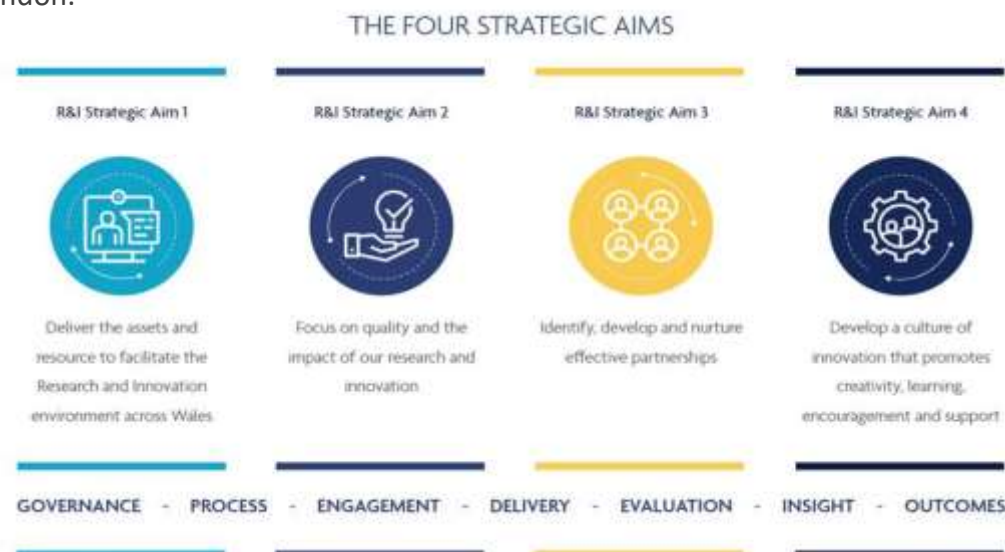 ndon.
THE FOUR STRATEGIC AIMS
R&I Strategic Aim 1
Deliver the assets and
resource to facilitate the
Research and Innovation
environment across Wales
R&I Strategic Aim 2
Focus on quality and the
impact of our research and
innovation
R&I Strategic Aim 3
Identify, develop and nurture
effective partnerships
R&I Strategic Aim 4
Develop a culture of
innovation that promotes
creativity, learning,
encouragement and support
GOVERNANCE - PROCESS - ENGAGEMENT - DELIVERY - EVALUATION - INSIGHT - OUTCOMES